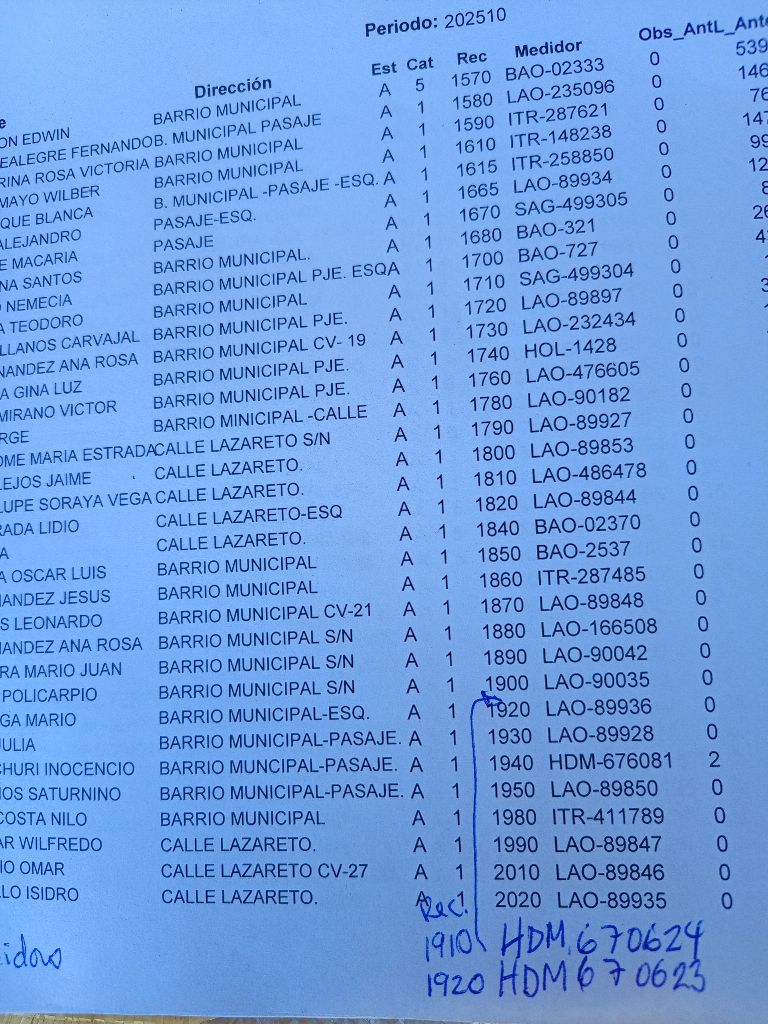 Periodo: 202510
e Dirección Est Cat Rec Medidor Obs_AntL_Ante
ON EDWIN BARRIO MUNICIPAL A 5 1570 BAO-02333 0 539
EALEGRE FERNANDO B. MUNICIPAL PASAJE A 1 1580 LAO-235096 0 146
RINA ROSA VICTORIA BARRIO MUNICIPAL A 1 1590 ITR-287621 0 76
MAYO WILBER BARRIO MUNICIPAL A 1 1610 ITR-148238 0 147
QUE BLANCA B. MUNICIPAL -PASAJE -ESQ. A 1 1615 ITR-258850 0 99
ALEJANDRO PASAJE-ESQ. A 1 1665 LAO-89934 0 12
E MACARIA PASAJE A 1 1670 SAG-499305 0 8
NA SANTOS BARRIO MUNICIPAL. A 1 1680 BAO-321 0 26
O NEMECIA BARRIO MUNICIPAL PJE. ESQ A 1 1700 BAO-727 0 4
A TEODORO BARRIO MUNICIPAL A 1 1710 SAG-499304 0
LLANOS CARVAJAL BARRIO MUNICIPAL PJE. A 1 1720 LAO-89897 0 3
NANDEZ ANA ROSA BARRIO MUNICIPAL CV- 19 A 1 1730 LAO-232434 0
A GINA LUZ BARRIO MUNICIPAL PJE. A 1 1740 HOL-1428 0
MIRANO VICTOR BARRIO MUNICIPAL PJE. A 1 1760 LAO-476605 0
RGE BARRIO MINICIPAL -CALLE A 1 1780 LAO-90182 0
OME MARIA ESTRADA CALLE LAZARETO S/N A 1 1790 LAO-89927 0
LEJOS JAIME CALLE LAZARETO. A 1 1800 LAO-89853 0
LUPE SORAYA VEGA CALLE LAZARETO. A 1 1810 LAO-486478 0
RADA LIDIO CALLE LAZARETO-ESQ A 1 1820 LAO-89844 0
A CALLE LAZARETO. A 1 1840 BAO-02370 0
A OSCAR LUIS BARRIO MUNICIPAL A 1 1850 BAO-2537 0
NANDEZ JESUS BARRIO MUNICIPAL A 1 1860 ITR-287485 0
S LEONARDO BARRIO MUNICIPAL CV-21 A 1 1870 LAO-89848 0
NANDEZ ANA ROSA BARRIO MUNICIPAL S/N A 1 1880 LAO-166508 0
RA MARIO JUAN BARRIO MUNICIPAL S/N A 1 1890 LAO-90042 0
POLICARPIO BARRIO MUNICIPAL S/N A 1 1900 LAO-90035 0
GA MARIO BARRIO MUNICIPAL-ESQ. A 1 1920 LAO-89936 0
JULIA BARRIO MUNICIPAL-PASAJE. A 1 1930 LAO-89928 0
CHURI INOCENCIO BARRIO MUNCIPAL-PASAJE. A 1 1940 HDM-676081 2
IOS SATURNINO BARRIO MUNICIPAL-PASAJE. A 1 1950 LAO-89850 0
COSTA NILO BARRIO MUNICIPAL A 1 1980 ITR-411789 0
AR WILFREDO CALLE LAZARETO. A 1 1990 LAO-89847 0
IO OMAR CALLE LAZARETO CV-27 A 1 2010 LAO-89846 0
LLO ISIDRO CALLE LAZARETO. A 1 2020 LAO-89935 0
Rec.
idos 1910 HDM. 670624
1920 HDM 670623